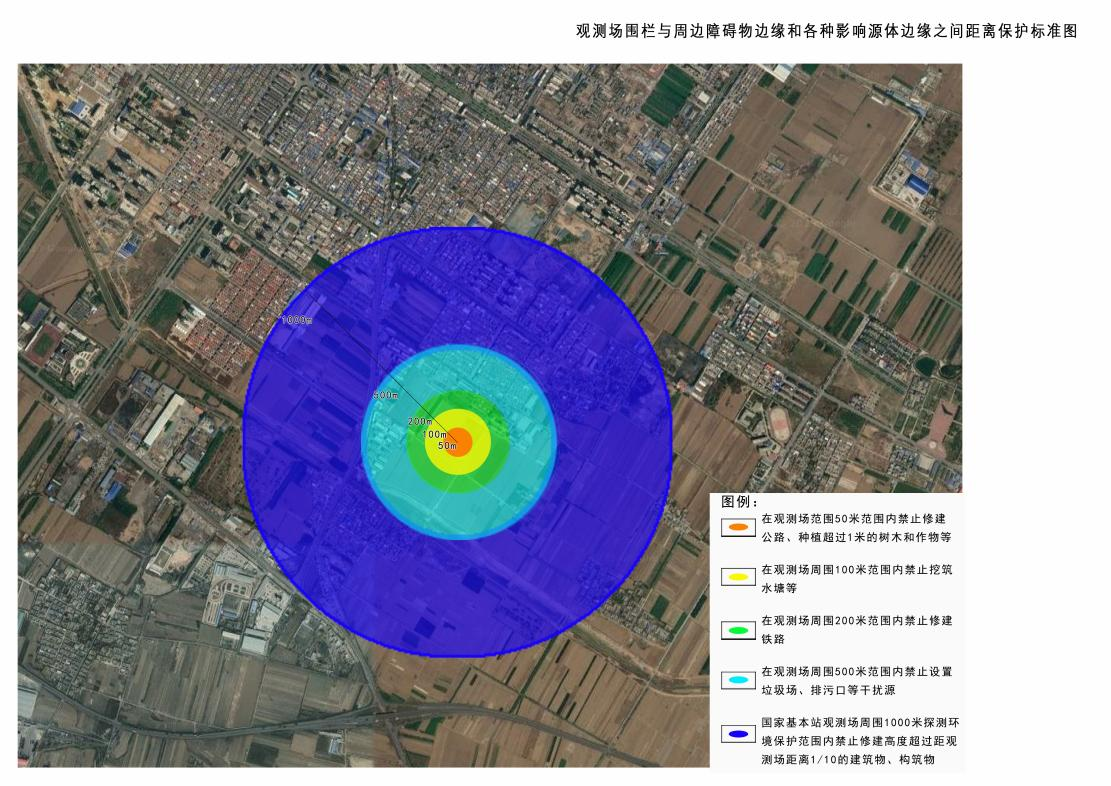 观测场围栏与周边障碍物边缘和各种影响源体边缘之间距离保护标准图
1000m
500m
200m
100m
50m
图例：
在观测场范围50米范围内禁止修建
公路、种植超过1米的树木和作物等
在观测场周围100米范围内禁止挖筑
水塘等
在观测场周围200米范围内禁止修建
铁路
在观测场周围500米范围内禁止设置
垃圾场、排污口等干扰源
国家基本站观测场周围1000米探测环
境保护范围内禁止修建高度超过距观
测场距离1/10的建筑物、构筑物